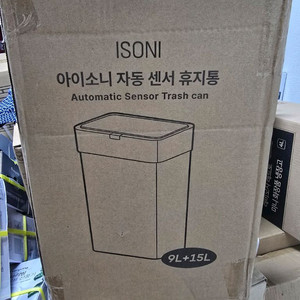 ISONI
아이소니 자동 센서 휴지통
Automatic Sensor Trash can
9L+15L